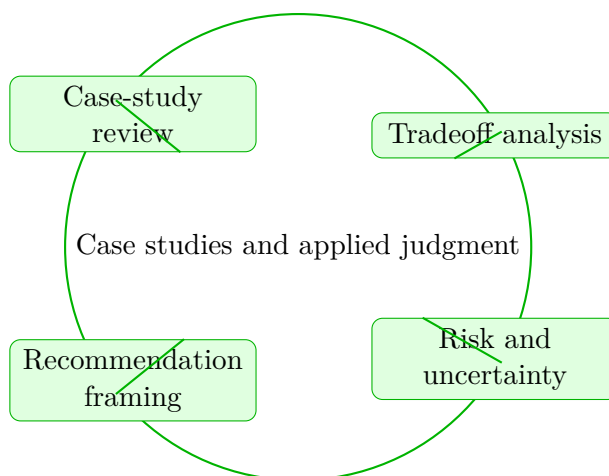 Case-study
review
Tradeoff analysis
Case studies and applied judgment
Recommendation
framing
Risk and
uncertainty